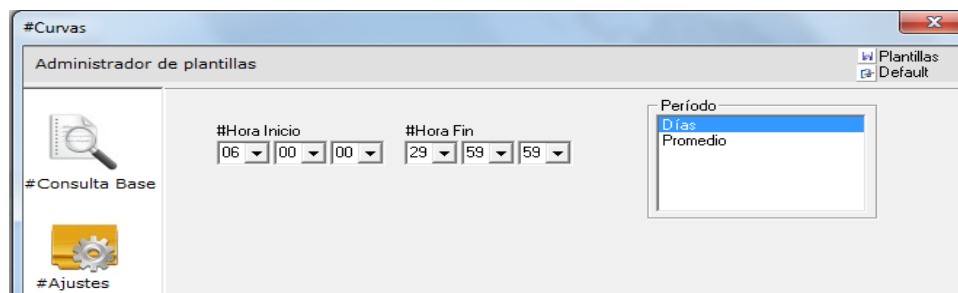 #Curvas
Administrador de plantillas
Plantillas
Default
#Consulta Base
#Ajustes
#Hora Inicio
06 00 00
#Hora Fin
29 59 59
Período
Días
Promedio